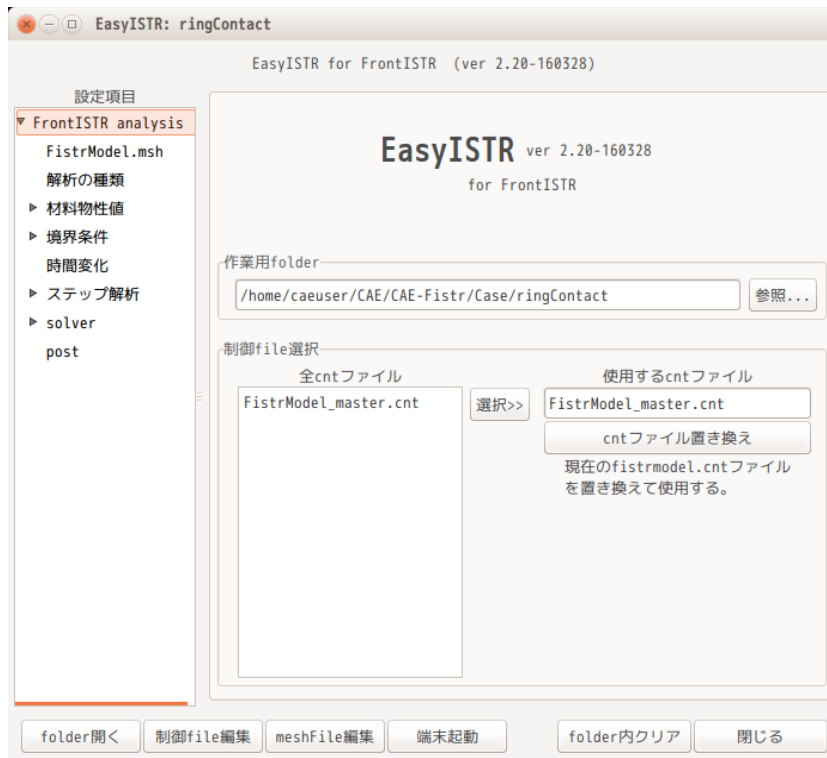 EasyISTR: ringContact
EasyISTR for FrontISTR (ver 2.20-160328)
設定項目
FrontISTR analysis
FistrModel.msh
解析の種類
材料物性値
境界条件
時間変化
ステップ解析
solver
post
EasyISTR ver 2.20-160328
for FrontISTR
作業用folder
/home/caeuser/CAE/CAE-Fistr/Case/ringContact
参照...
制御file選択
全cntファイル
使用するcntファイル
FistrModel_master.cnt
選択>>
FistrModel_master.cnt
cntファイル置き換え
現在のfistrmodel.cntファイル
を置き換えて使用する。
folder開く
制御file編集
meshFile編集
端末起動
folder内クリア
閉じる